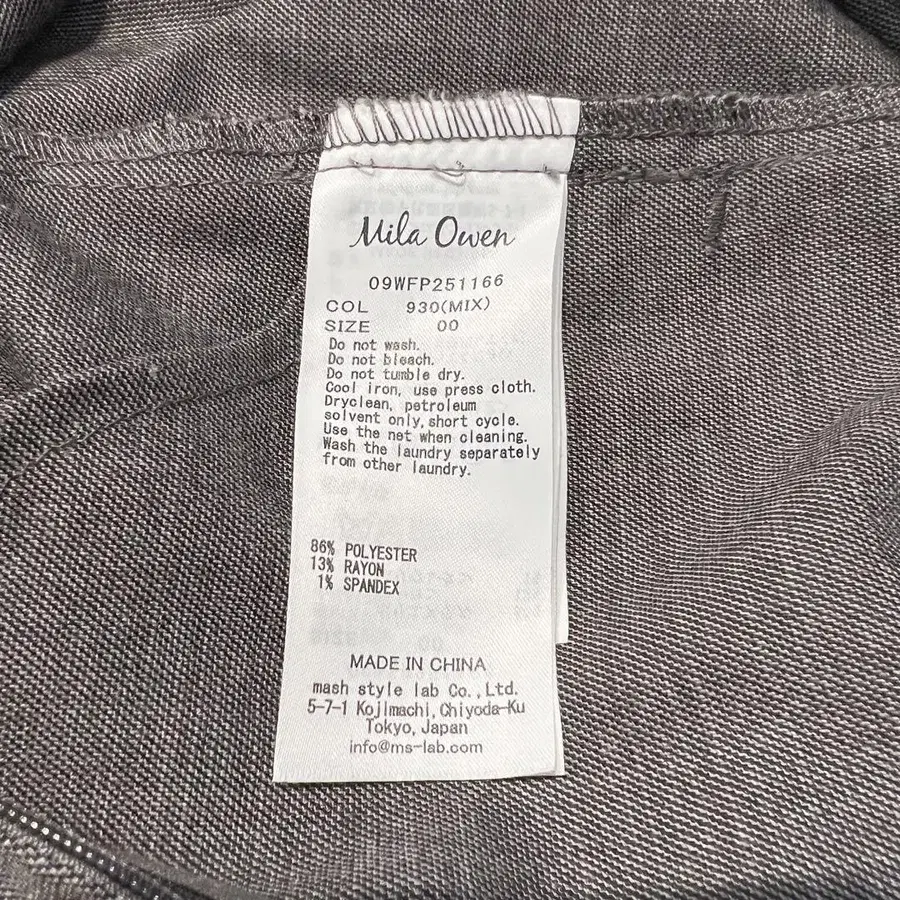 Mila Owen
09WFP251166
COL 930(MIX)
SIZE 00
Do not wash.
Do not bleach.
Do not tumble dry.
Cool iron, use press cloth.
Dryclean, petroleum
solvent only, short cycle.
Use the net when cleaning.
Wash the laundry separately
from other laundry.
86% POLYESTER
13% RAYON
1% SPANDEX
MADE IN CHINA
mash style lab Co., Ltd.
5-7-1 Kojimachi, Chiyoda-Ku
Tokyo, Japan
info@ms-lab.com